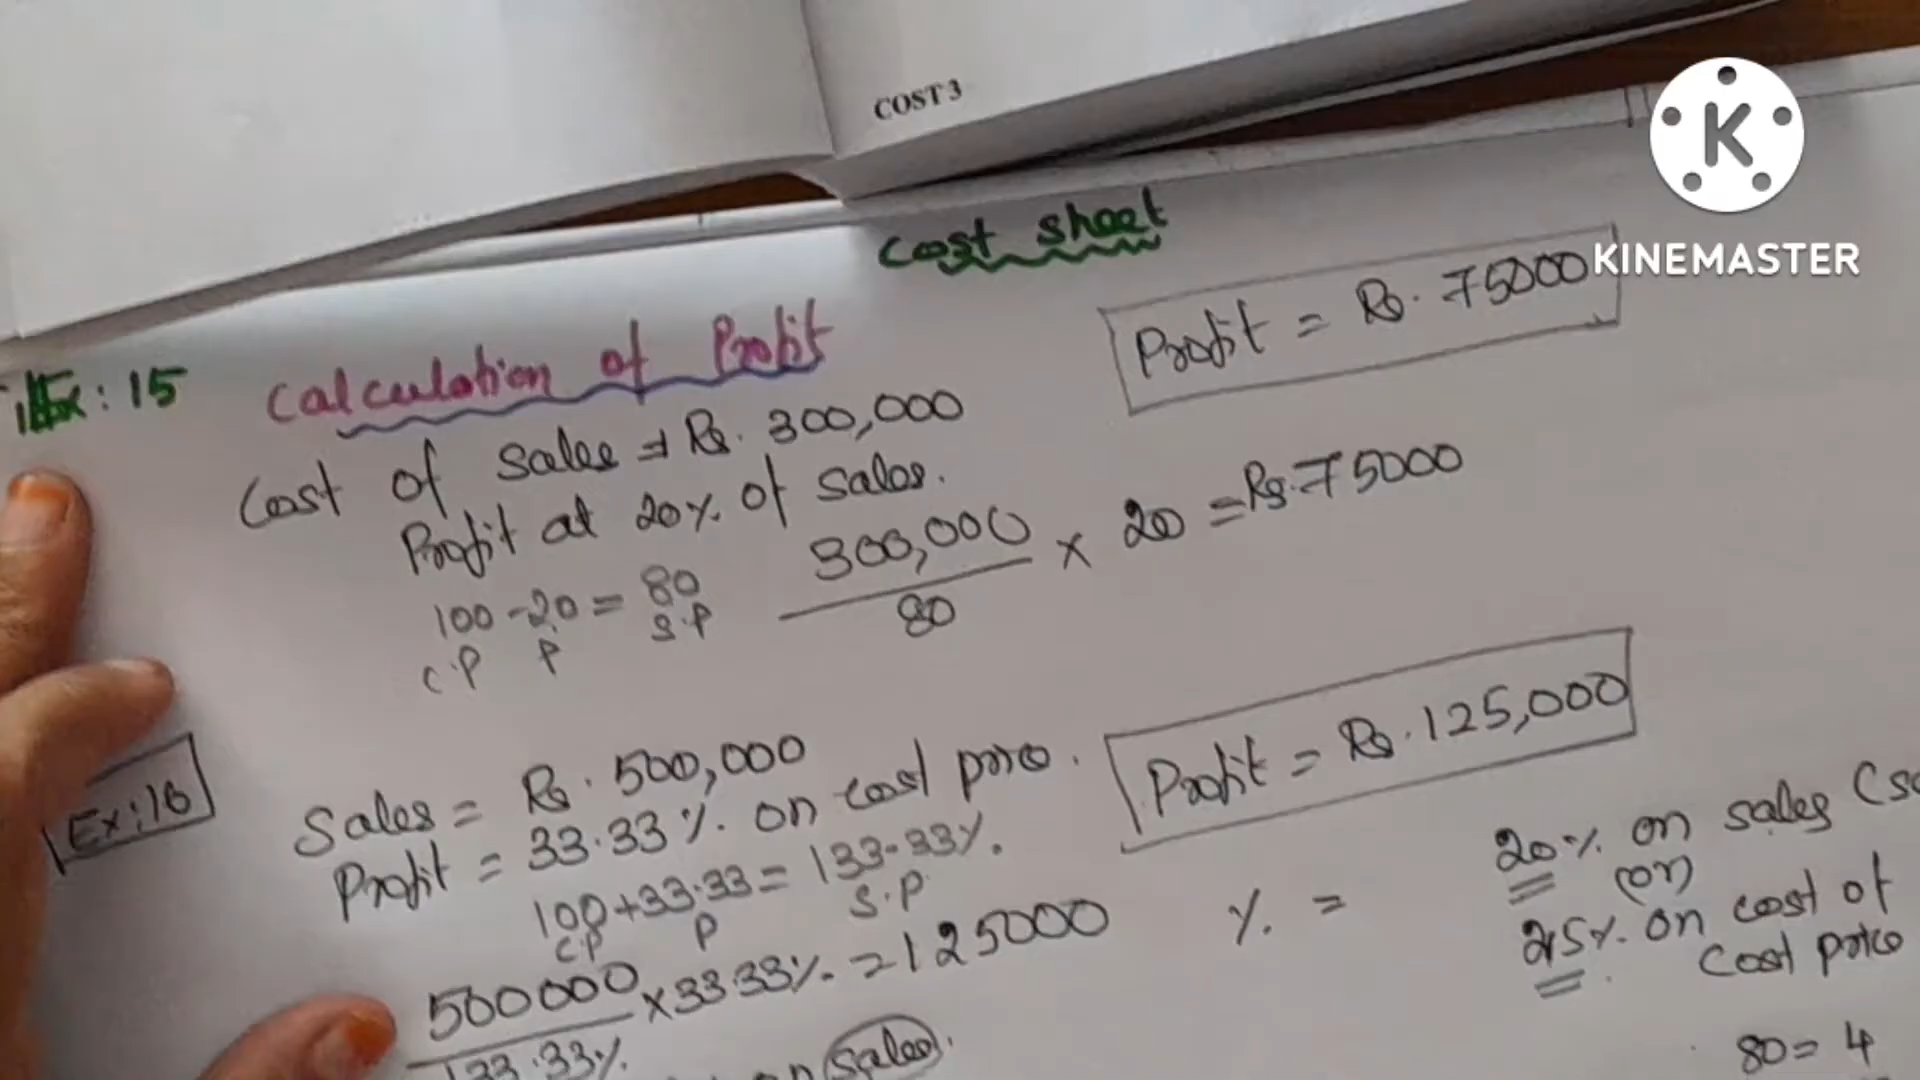 COST 3
KINEMASTER
Cost sheet
Profit = Rs. 75000
Ex: 15 Calculation of Profit
Cost of Sales = Rs. 300,000
Profit at 20% of Sales.
300,000 × 20 = Rs. 75000
80
100 - 20 = 80
C.P P S.P
Profit = Rs. 125,000
Ex: 16
Sales = Rs. 500,000
Profit = 33.33% on cost price.
100 + 33.33 = 133.33%.
C.P P S.P
500000 × 33.33% = 125000
133.33%
% =
20% on sales
(or)
25% on cost of
Cost price
on sales.
80 = 4